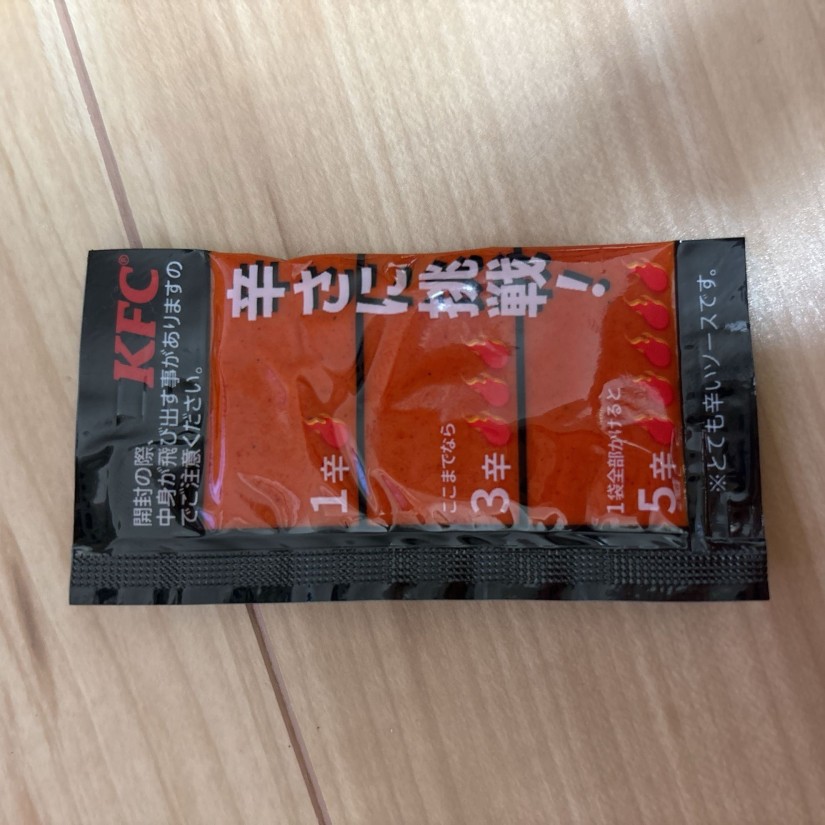 KFC®
開封の際、
中身が飛び出す事がありますの
でご注意ください。
辛さに挑戦!
1辛
ここまでなら
3辛
1袋全部かけると
5辛
※とても辛いソースです。